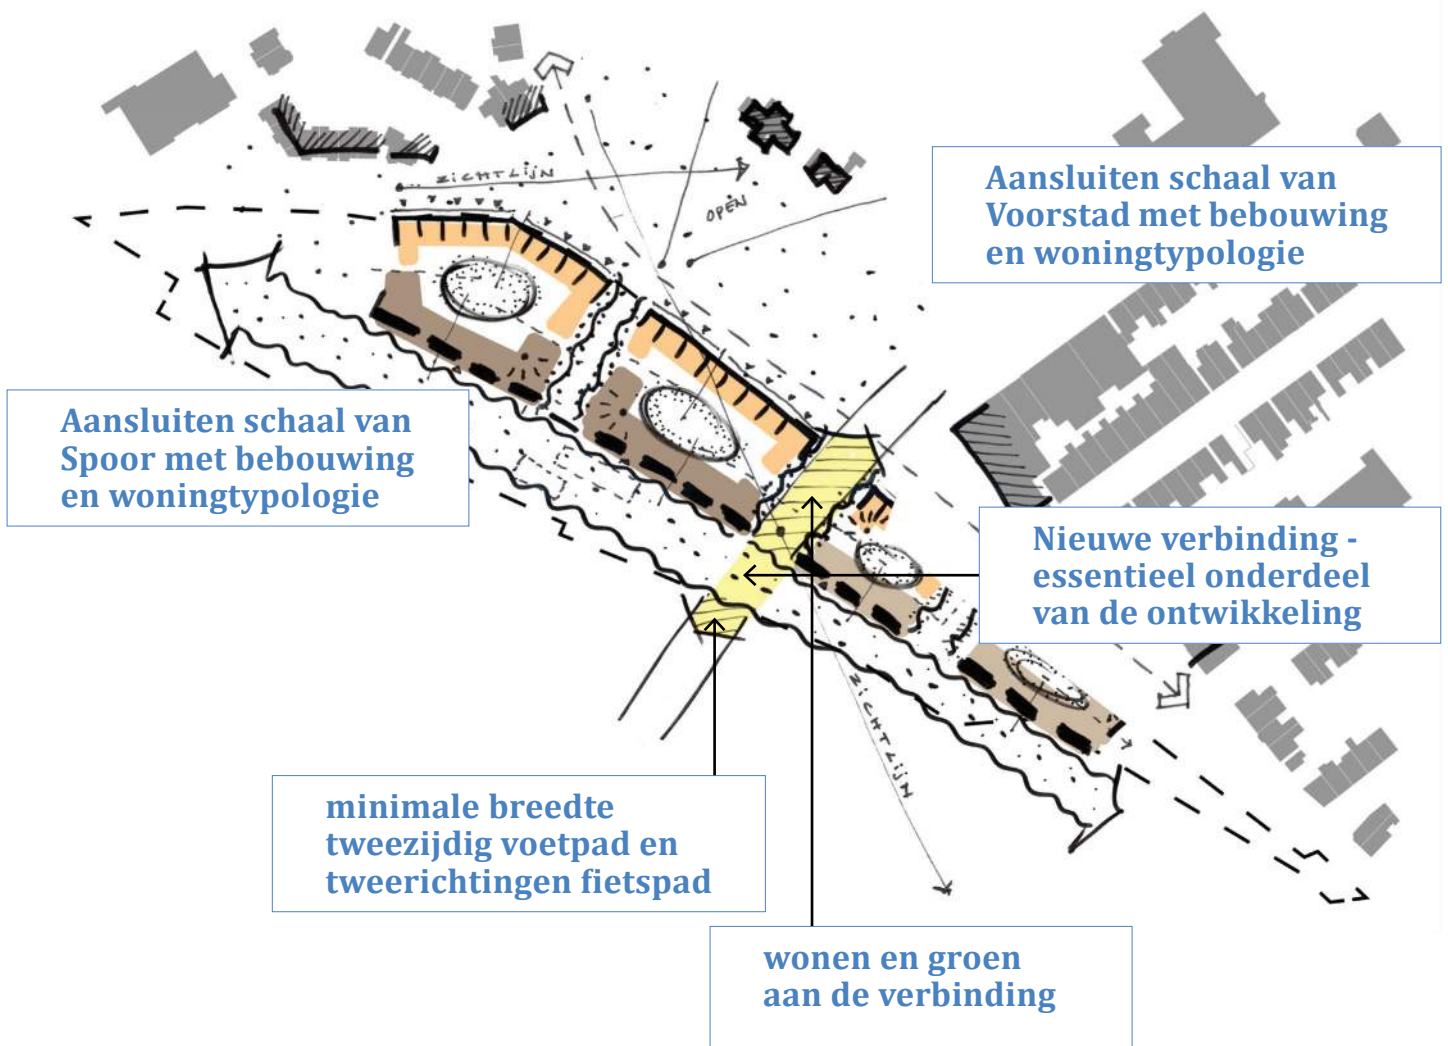 ZICHTLIJN
OPEN
Aansluiten schaal van
Voorstad met bebouwing
en woningtypologie
Aansluiten schaal van
Spoor met bebouwing
en woningtypologie
Nieuwe verbinding -
essentieel onderdeel
van de ontwikkeling
ZICHTLIJN
minimale breedte
tweezijdig voetpad en
tweerichtingen fietspad
wonen en groen
aan de verbinding